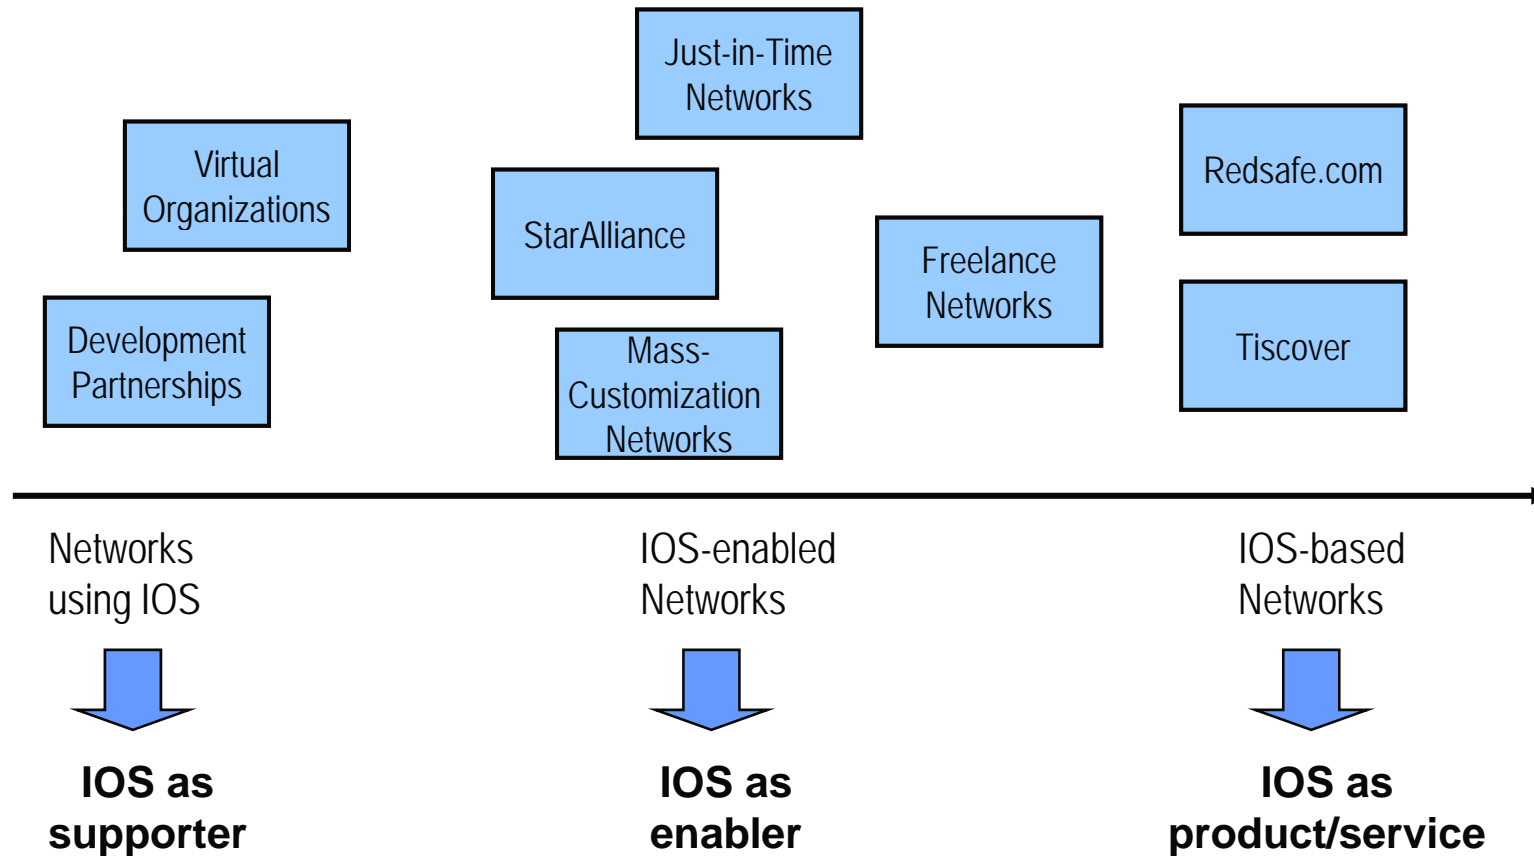 Just-in-Time
Networks
Virtual
Organizations
StarAlliance
Redsafe.com
Freelance
Networks
Development
Partnerships
Mass-
Customization
Networks
Tiscover
Networks
using IOS
IOS-enabled
Networks
IOS-based
Networks
IOS as
supporter
IOS as
enabler
IOS as
product/service